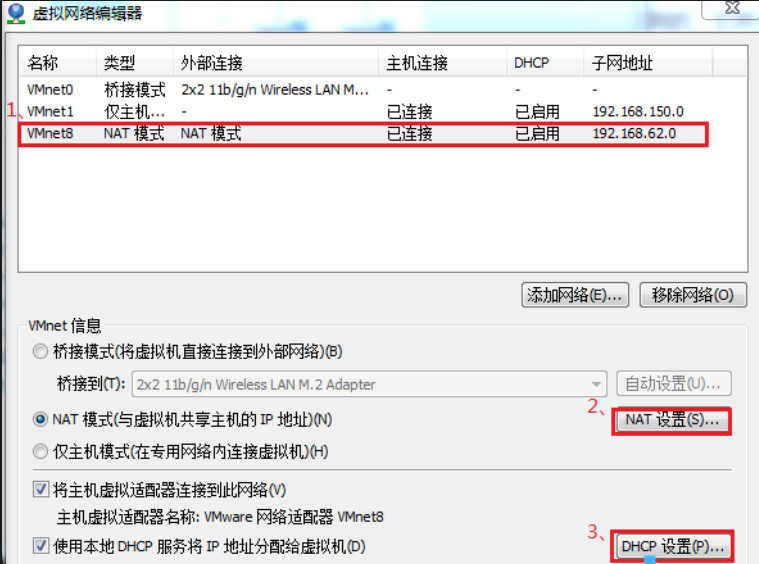 虚拟网络编辑器
名称 类型 外部连接 主机连接 DHCP 子网地址
VMnet0 桥接模式 2x2 11b/g/n Wireless LAN M... - - -
1、 VMnet1 仅主机... - 已连接 已启用 192.168.150.0
VMnet8 NAT 模式 NAT 模式 已连接 已启用 192.168.62.0
添加网络(E)... 移除网络(O)
VMnet 信息
桥接模式(将虚拟机直接连接到外部网络)(B)
桥接到(T): 2x2 11b/g/n Wireless LAN M.2 Adapter 自动设置(U)...
2、
NAT 模式(与虚拟机共享主机的 IP 地址)(N) NAT 设置(S)...
仅主机模式(在专用网络内连接虚拟机)(H)
将主机虚拟适配器连接到此网络(V)
主机虚拟适配器名称: VMware 网络适配器 VMnet8
3、
使用本地 DHCP 服务将 IP 地址分配给虚拟机(D) DHCP 设置(P)...